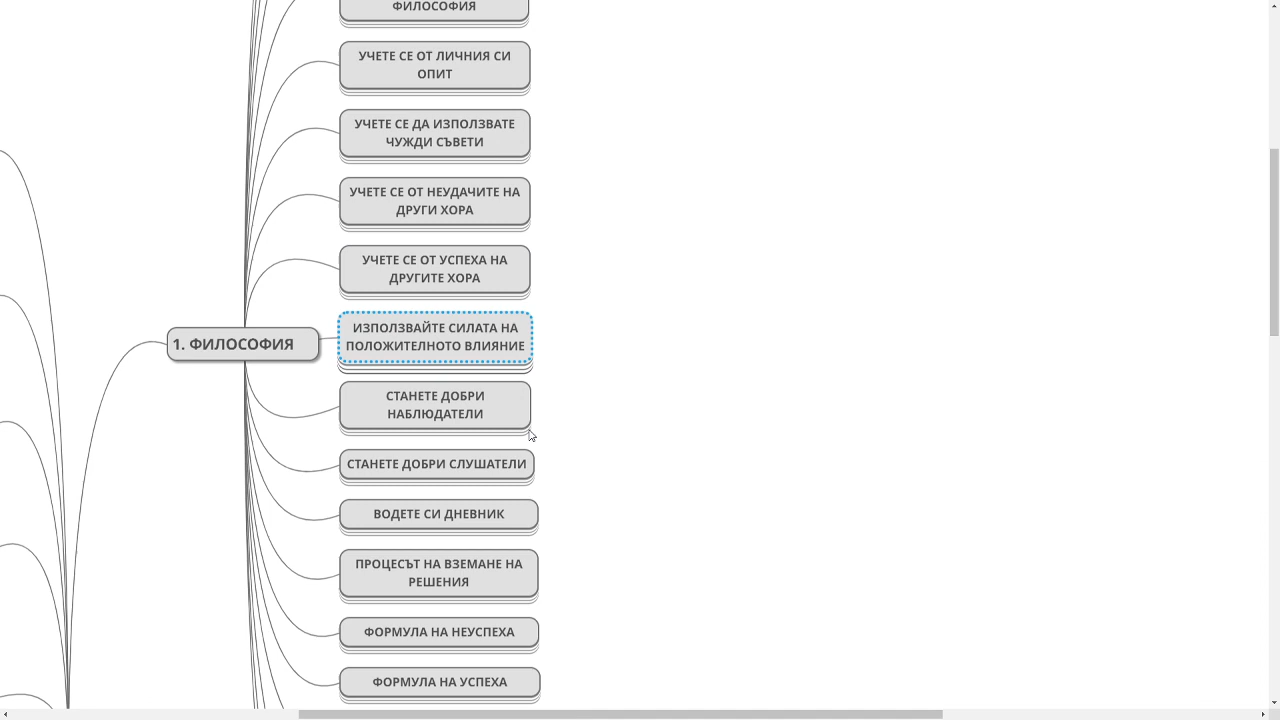 ФИЛОСОФИЯ
УЧЕТЕ СЕ ОТ ЛИЧНИЯ СИ
ОПИТ
УЧЕТЕ СЕ ДА ИЗПОЛЗВАТЕ
ЧУЖДИ СЪВЕТИ
УЧЕТЕ СЕ ОТ НЕУДАЧИТЕ НА
ДРУГИ ХОРА
УЧЕТЕ СЕ ОТ УСПЕХА НА
ДРУГИТЕ ХОРА
1. ФИЛОСОФИЯ
ИЗПОЛЗВАЙТЕ СИЛАТА НА
ПОЛОЖИТЕЛНОТО ВЛИЯНИЕ
СТАНЕТЕ ДОБРИ
НАБЛЮДАТЕЛИ
СТАНЕТЕ ДОБРИ СЛУШАТЕЛИ
ВОДЕТЕ СИ ДНЕВНИК
ПРОЦЕСЪТ НА ВЗЕМАНЕ НА
РЕШЕНИЯ
ФОРМУЛА НА НЕУСПЕХА
ФОРМУЛА НА УСПЕХА